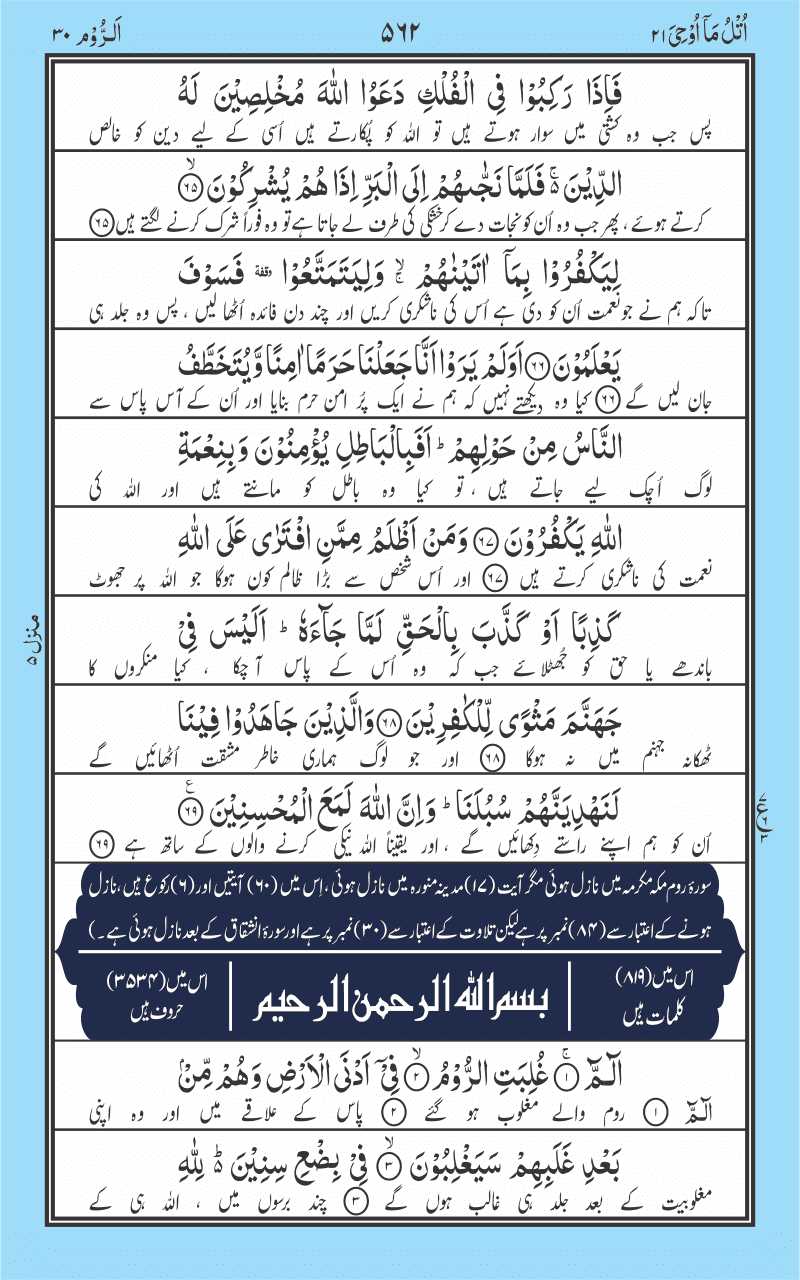 اُتْلُ مَآ اُوْحِیَ ۲۱
۵۶۲
اَلرُّوْم ۳۰
فَاِذَا رَكِبُوْا فِی الْفُلْكِ دَعَوُا اللّٰهَ مُخْلِصِیْنَ لَهُ
پس جب وہ کشتی میں سوار ہوتے ہیں تو اللہ کو پُکارتے ہیں اُسی کے لیے دین کو خالص
الدِّیْنَ ۚ فَلَمَّا نَجّٰىهُمْ اِلَی الْبَرِّ اِذَا هُمْ یُشْرِكُوْنَ ۙ﴿۶۵﴾
کرتے ہوئے ، پھر جب وہ اُن کو نجات دے کر خشکی کی طرف لے جاتا ہے تو وہ فوراً شرک کرنے لگتے ہیں ﴿۶۵﴾
لِیَكْفُرُوْا بِمَاۤ اٰتَیْنٰهُمْ ۙۚ وَلِیَتَمَتَّعُوْا ۥ وقفة فَسَوْفَ
تاکہ ہم نے جو نعمت اُن کو دی ہے اُس کی ناشکری کریں اور چند دن فائدہ اُٹھا لیں ، پس وہ جلد ہی
یَعْلَمُوْنَ ﴿۶۶﴾ اَوَلَمْ یَرَوْا اَنَّا جَعَلْنَا حَرَمًا اٰمِنًا وَّیُتَخَطَّفُ
جان لیں گے ﴿۶۶﴾ کیا وہ دیکھتے نہیں کہ ہم نے ایک پُر امن حرم بنایا اور اُن کے آس پاس سے
النَّاسُ مِنْ حَوْلِهِمْ ؕ اَفَبِالْبَاطِلِ یُؤْمِنُوْنَ وَبِنِعْمَةِ
لوگ اُچک لیے جاتے ہیں ، تو کیا وہ باطل کو مانتے ہیں اور اللہ کی
اللّٰهِ یَكْفُرُوْنَ ﴿۶۷﴾ وَمَنْ اَظْلَمُ مِمَّنِ افْتَرٰی عَلَی اللّٰهِ
نعمت کی ناشکری کرتے ہیں ﴿۶۷﴾ اور اُس شخص سے بڑا ظالم کون ہوگا جو اللہ پر جھوٹ
كَذِبًا اَوْ كَذَّبَ بِالْحَقِّ لَمَّا جَآءَهٗ ؕ اَلَیْسَ فِیْ
باندھے یا حق کو جُھٹلائے جب کہ وہ اُس کے پاس آ چکا ، کیا منکروں کا
جَهَنَّمَ مَثْوًی لِّلْكٰفِرِیْنَ ﴿۶۸﴾ وَالَّذِیْنَ جَاهَدُوْا فِیْنَا
ٹھکانہ جہنم میں نہ ہوگا ﴿۶۸﴾ اور جو لوگ ہماری خاطر مشقت اُٹھائیں گے
لَنَهْدِیَنَّهُمْ سُبُلَنَا ؕ وَاِنَّ اللّٰهَ لَمَعَ الْمُحْسِنِیْنَ ۠﴿۶۹﴾
اُن کو ہم اپنے راستے دِکھائیں گے ، اور یقیناً اللہ نیکی کرنے والوں کے ساتھ ہے ﴿۶۹﴾
سورۂ روم مکہ مکرمہ میں نازل ہوئی مگر آیت (۱۷) مدینہ منورہ میں نازل ہوئی ، اِس میں (۶۰) آیتیں اور (۶) رکوع ہیں ، نازل
ہونے کے اعتبار سے (۸۴) نمبر پر ہے لیکن تلاوت کے اعتبار سے (۳۰) نمبر پر ہے اور سورۂ انشقاق کے بعد نازل ہوئی ہے ۔)
اس میں (۸۱۹)
کلمات ہیں
بسم اللہ الرحمن الرحیم
اس میں (۳۵۳۴)
حروف ہیں
الٓمّٓ ۚ﴿۱﴾ غُلِبَتِ الرُّوْمُ ۙ﴿۲﴾ فِیْۤ اَدْنَی الْاَرْضِ وَهُمْ مِّنْۢ
الٓمّٓ ﴿۱﴾ روم والے مغلوب ہو گئے ﴿۲﴾ پاس کے علاقے میں اور وہ اپنی
بَعْدِ غَلَبِهِمْ سَیَغْلِبُوْنَ ۙ﴿۳﴾ فِیْ بِضْعِ سِنِیْنَ ؕ۬ لِلّٰهِ
مغلوبیت کے بعد جلد ہی غالب ہوں گے ﴿۳﴾ چند برسوں میں ، اللہ ہی کے
منزل ۵
۷
ع ۶
۳